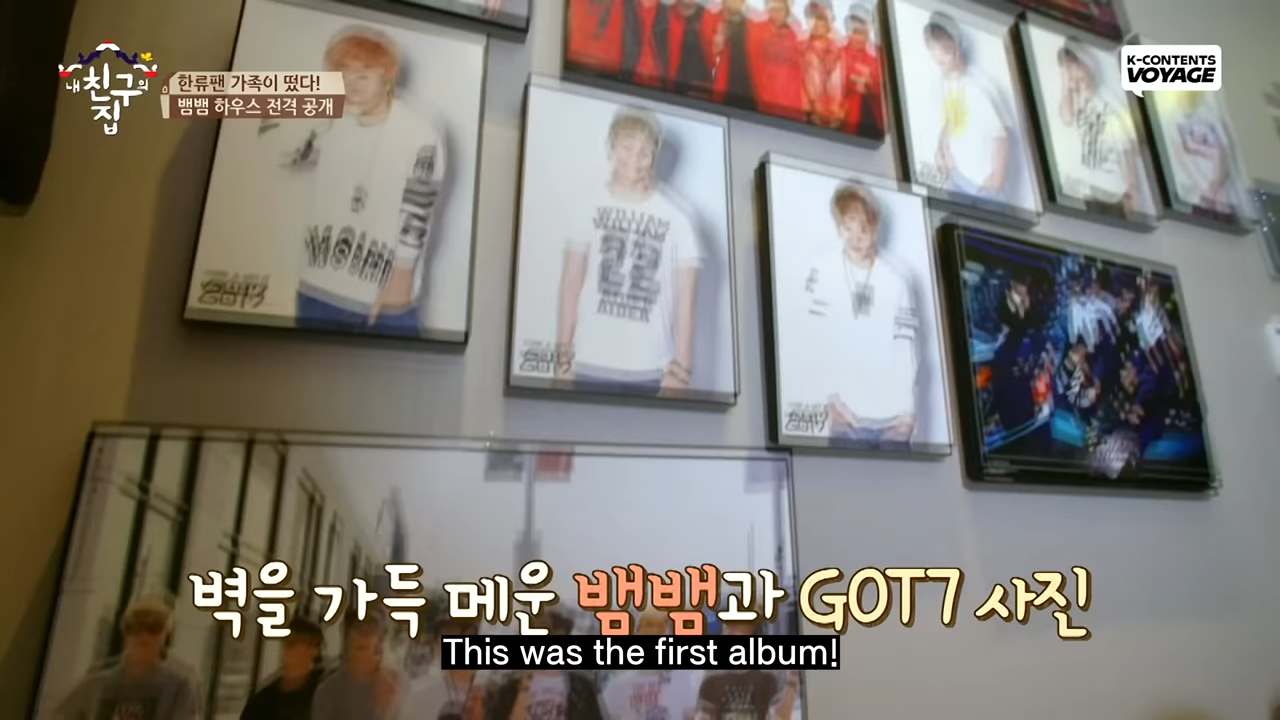 내 친구의 집
한류팬 가족이 떴다!
뱀뱀 하우스 전격 공개
K-CONTENTS
VOYAGE
WILLIAM
22
GOT7
GOT7
GOT7
벽을 가득 메운 뱀뱀과 GOT7 사진
This was the first album!